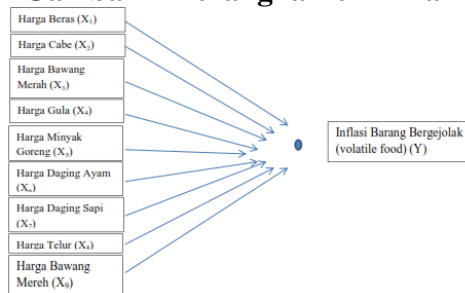 Harga Beras (X₁)
Harga Cabe (X₂)
Harga Bawang
Merah (X₃)
Harga Gula (X₄)
Harga Minyak
Goreng (X₅)
Harga Daging Ayam
(X₆)
Harga Daging Sapi
(X₇)
Harga Telur (X₈)
Harga Bawang
Mereh (X₉)
Inflasi Barang Bergejolak
(volatile food) (Y)